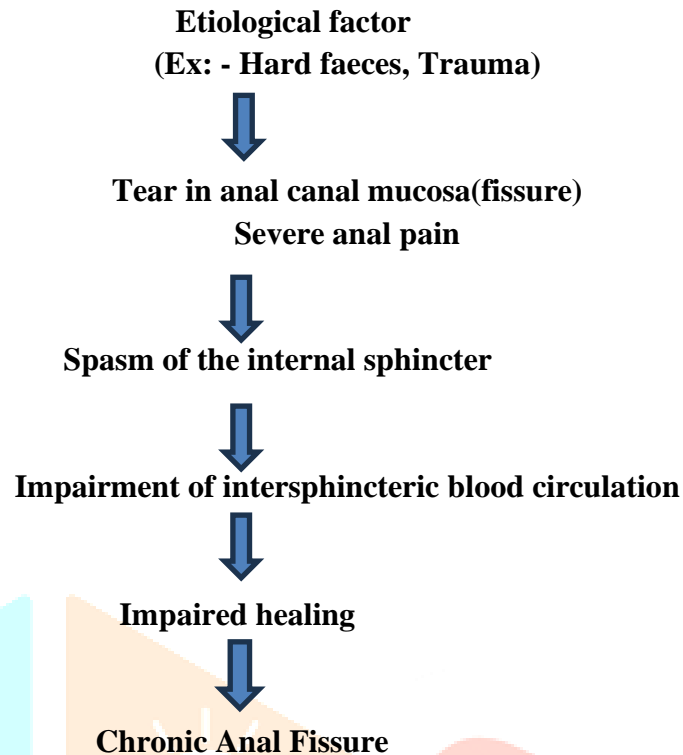 Etiological factor
(Ex: - Hard faeces, Trauma)
Tear in anal canal mucosa(fissure)
Severe anal pain
Spasm of the internal sphincter
Impairment of intersphincteric blood circulation
Impaired healing
Chronic Anal Fissure